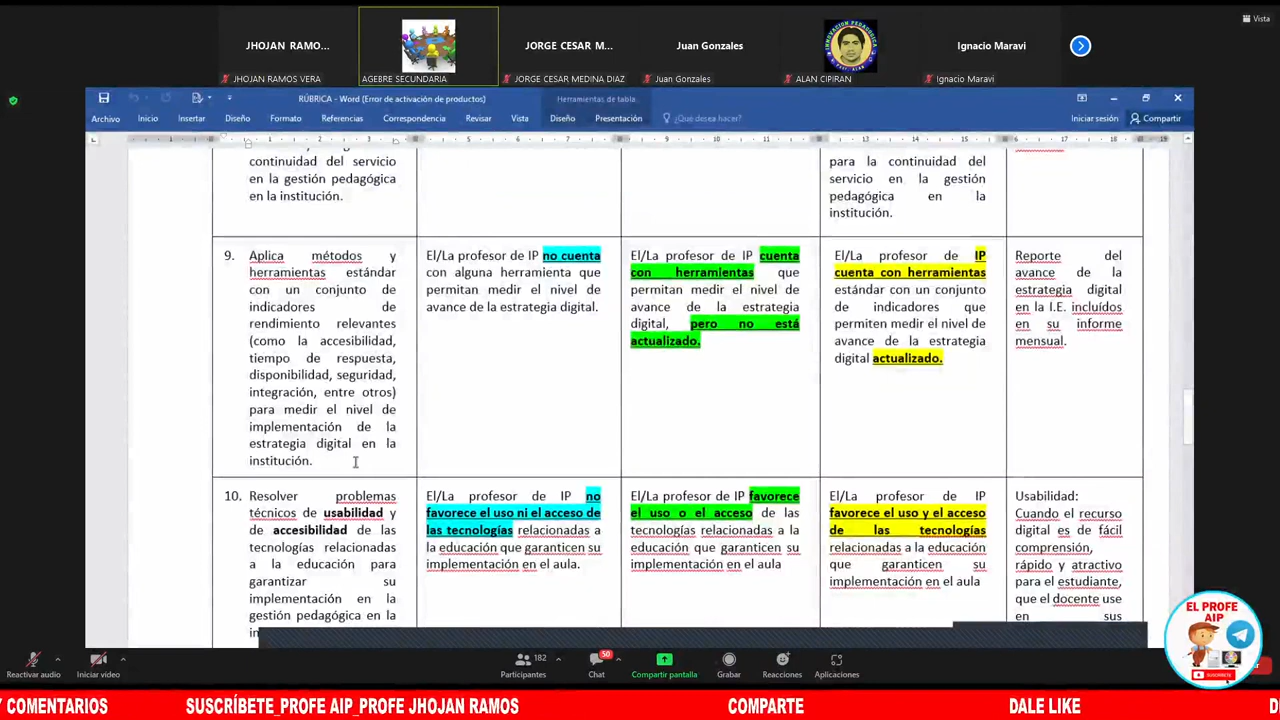 JHOJAN RAMO...
JORGE CESAR M...
Juan Gonzales
INNOVACION PEDAGÓGICA
Ignacio Maravi
Vista
JHOJAN RAMOS VERA
AGEBRE SECUNDARIA
JORGE CESAR MEDINA DIAZ
Juan Gonzales
ALAN CIPIRAN
Ignacio Maravi
RÚBRICA - Word (Error de activación de productos)
Herramientas de tabla
Archivo
Inicio
Insertar
Diseño
Formato
Referencias
Correspondencia
Revisar
Vista
Diseño
Presentación
¿Qué desea hacer?
Iniciar sesión
Compartir
continuidad del servicio
en la gestión pedagógica
en la institución.
para la continuidad del
servicio en la gestión
pedagógica en la
institución.
9. Aplica métodos y
herramientas estándar
con un conjunto de
indicadores de
rendimiento relevantes
(como la accesibilidad,
tiempo de respuesta,
disponibilidad, seguridad,
integración, entre otros)
para medir el nivel de
implementación de la
estrategia digital en la
institución.
El/La profesor de IP no cuenta
con alguna herramienta que
permitan medir el nivel de
avance de la estrategia digital.
El/La profesor de IP cuenta
con herramientas que
permitan medir el nivel de
avance de la estrategia
digital, pero no está
actualizado.
El/La profesor de IP
cuenta con herramientas
estándar con un conjunto
de indicadores que
permiten medir el nivel de
avance de la estrategia
digital actualizado.
Reporte del
avance de la
estrategia digital
en la I.E. incluídos
en su informe
mensual.
10. Resolver problemas
técnicos de usabilidad y
de accesibilidad de las
tecnologías relacionadas
a la educación para
garantizar su
implementación en la
gestión pedagógica en la
El/La profesor de IP no
favorece el uso ni el acceso de
las tecnologías relacionadas a
la educación que garanticen su
implementación en el aula.
El/La profesor de IP favorece
el uso o el acceso de las
tecnologías relacionadas a la
educación que garanticen su
implementación en el aula
El/La profesor de IP
favorece el uso y el acceso
de las tecnologías
relacionadas a la educación
que garanticen su
implementación en el aula
Usabilidad:
Cuando el recurso
digital es de fácil
comprensión,
rápido y atractivo
para el estudiante,
que el docente use
en sus
EL PROFE
AIP
SUSCRÍBETE
Reactivar audio
Iniciar video
182
Participantes
50
Chat
Compartir pantalla
Grabar
Reacciones
Aplicaciones
Y COMENTARIOS
SUSCRÍBETE_PROFE AIP_PROFE JHOJAN RAMOS
COMPARTE
DALE LIKE